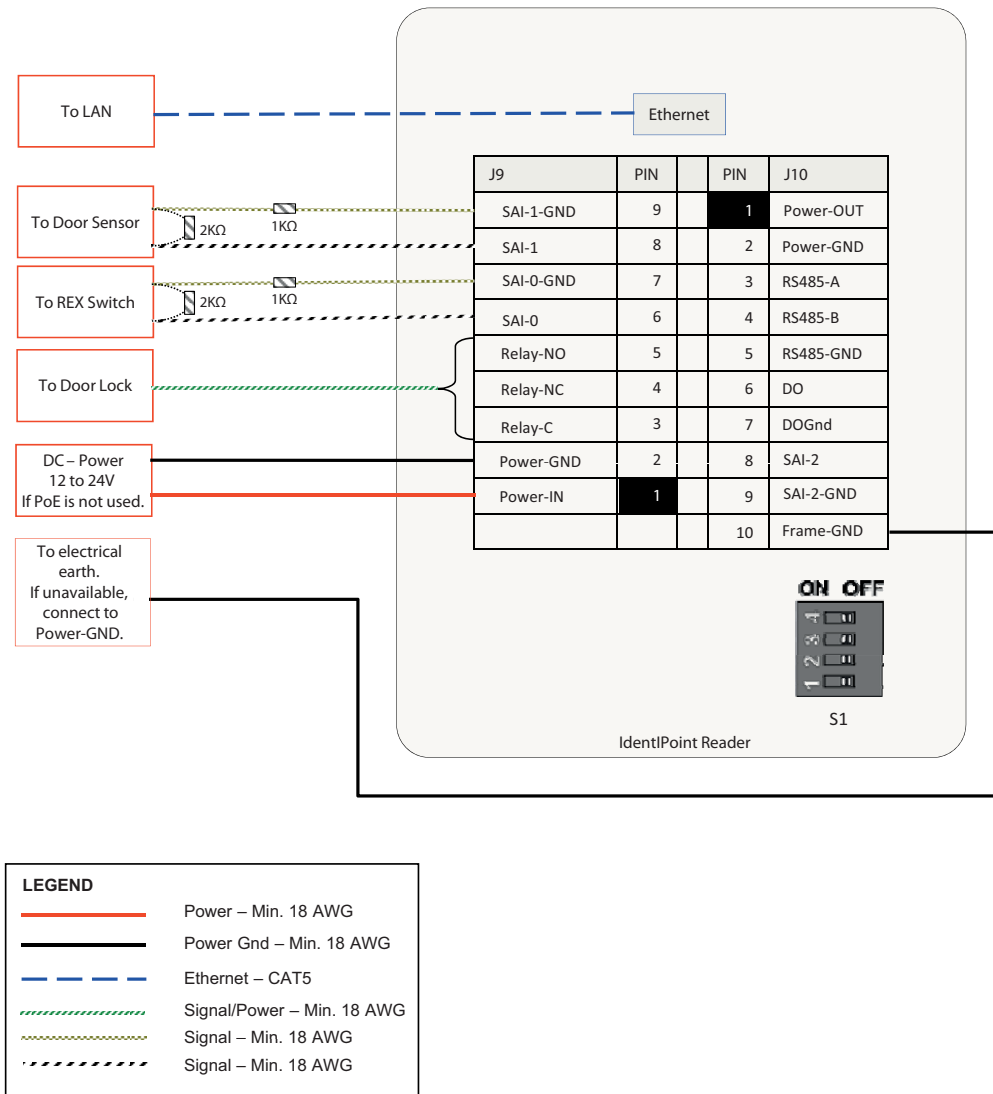 To LAN
Ethernet
J9 PIN PIN J10
To Door Sensor
2KΩ
1KΩ
SAI-1-GND 9 1 Power-OUT
SAI-1 8 2 Power-GND
To REX Switch
2KΩ
1KΩ
SAI-0-GND 7 3 RS485-A
SAI-0 6 4 RS485-B
Relay-NO 5 5 RS485-GND
To Door Lock
Relay-NC 4 6 DO
Relay-C 3 7 DOGnd
DC – Power
12 to 24V
If PoE is not used.
Power-GND 2 8 SAI-2
Power-IN 1 9 SAI-2-GND
10 Frame-GND
To electrical
earth.
If unavailable,
connect to
Power-GND.
ON OFF
4
3
2
1
S1
IdentIPoint Reader
LEGEND
Power – Min. 18 AWG
Power Gnd – Min. 18 AWG
Ethernet – CAT5
Signal/Power – Min. 18 AWG
Signal – Min. 18 AWG
Signal – Min. 18 AWG